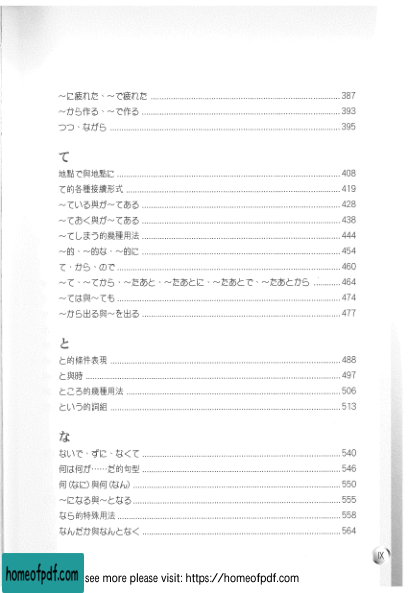 ～に疲れた、～で疲れた ........ 387
～から作る、～で作る ........ 393
つつ、ながら ........ 395
て
地點で與地點に ........ 408
て的各種接續形式 ........ 419
～ている與が～てある ........ 428
～ておく與が～てある ........ 438
～てしまう的幾種用法 ........ 444
～的、～的な、～的に ........ 454
て、から、ので ........ 460
～て、～てから、～たあと、～たあとに、～たあとで、～たあとから ........ 464
～ては與～ても ........ 474
～から出る與～を出る ........ 477
と
と的條件表現 ........ 488
と與時 ........ 497
ところ的幾種用法 ........ 506
という的詞組 ........ 513
な
ないで、ずに、なくて ........ 540
何は何が……だ的句型 ........ 546
何(なに)與何(なん) ........ 550
～になる與～となる ........ 555
なら的特殊用法 ........ 558
なんだか與なんとなく ........ 564
IX
homeofpdf.com
see more please visit: https://homeofpdf.com